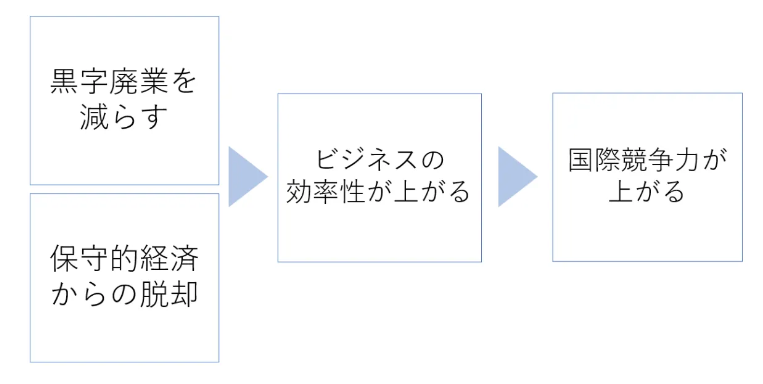 黒字廃業を
減らす
保守的経済
からの脱却
ビジネスの
効率性が上がる
国際競争力が
上がる